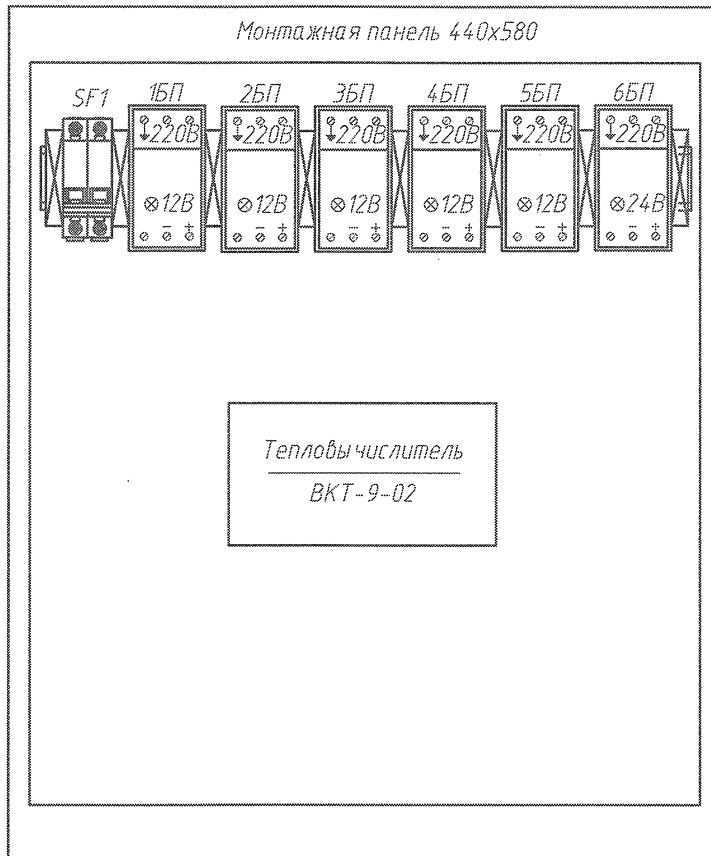 Монтажная панель 440х580
SF1 1БП 2БП 3БП 4БП 5БП 6БП
220В 220В 220В 220В 220В 220В
12В 12В 12В 12В 12В 24В
- + - + - + - + - + - +
Тепловычислитель
ВКТ-9-02